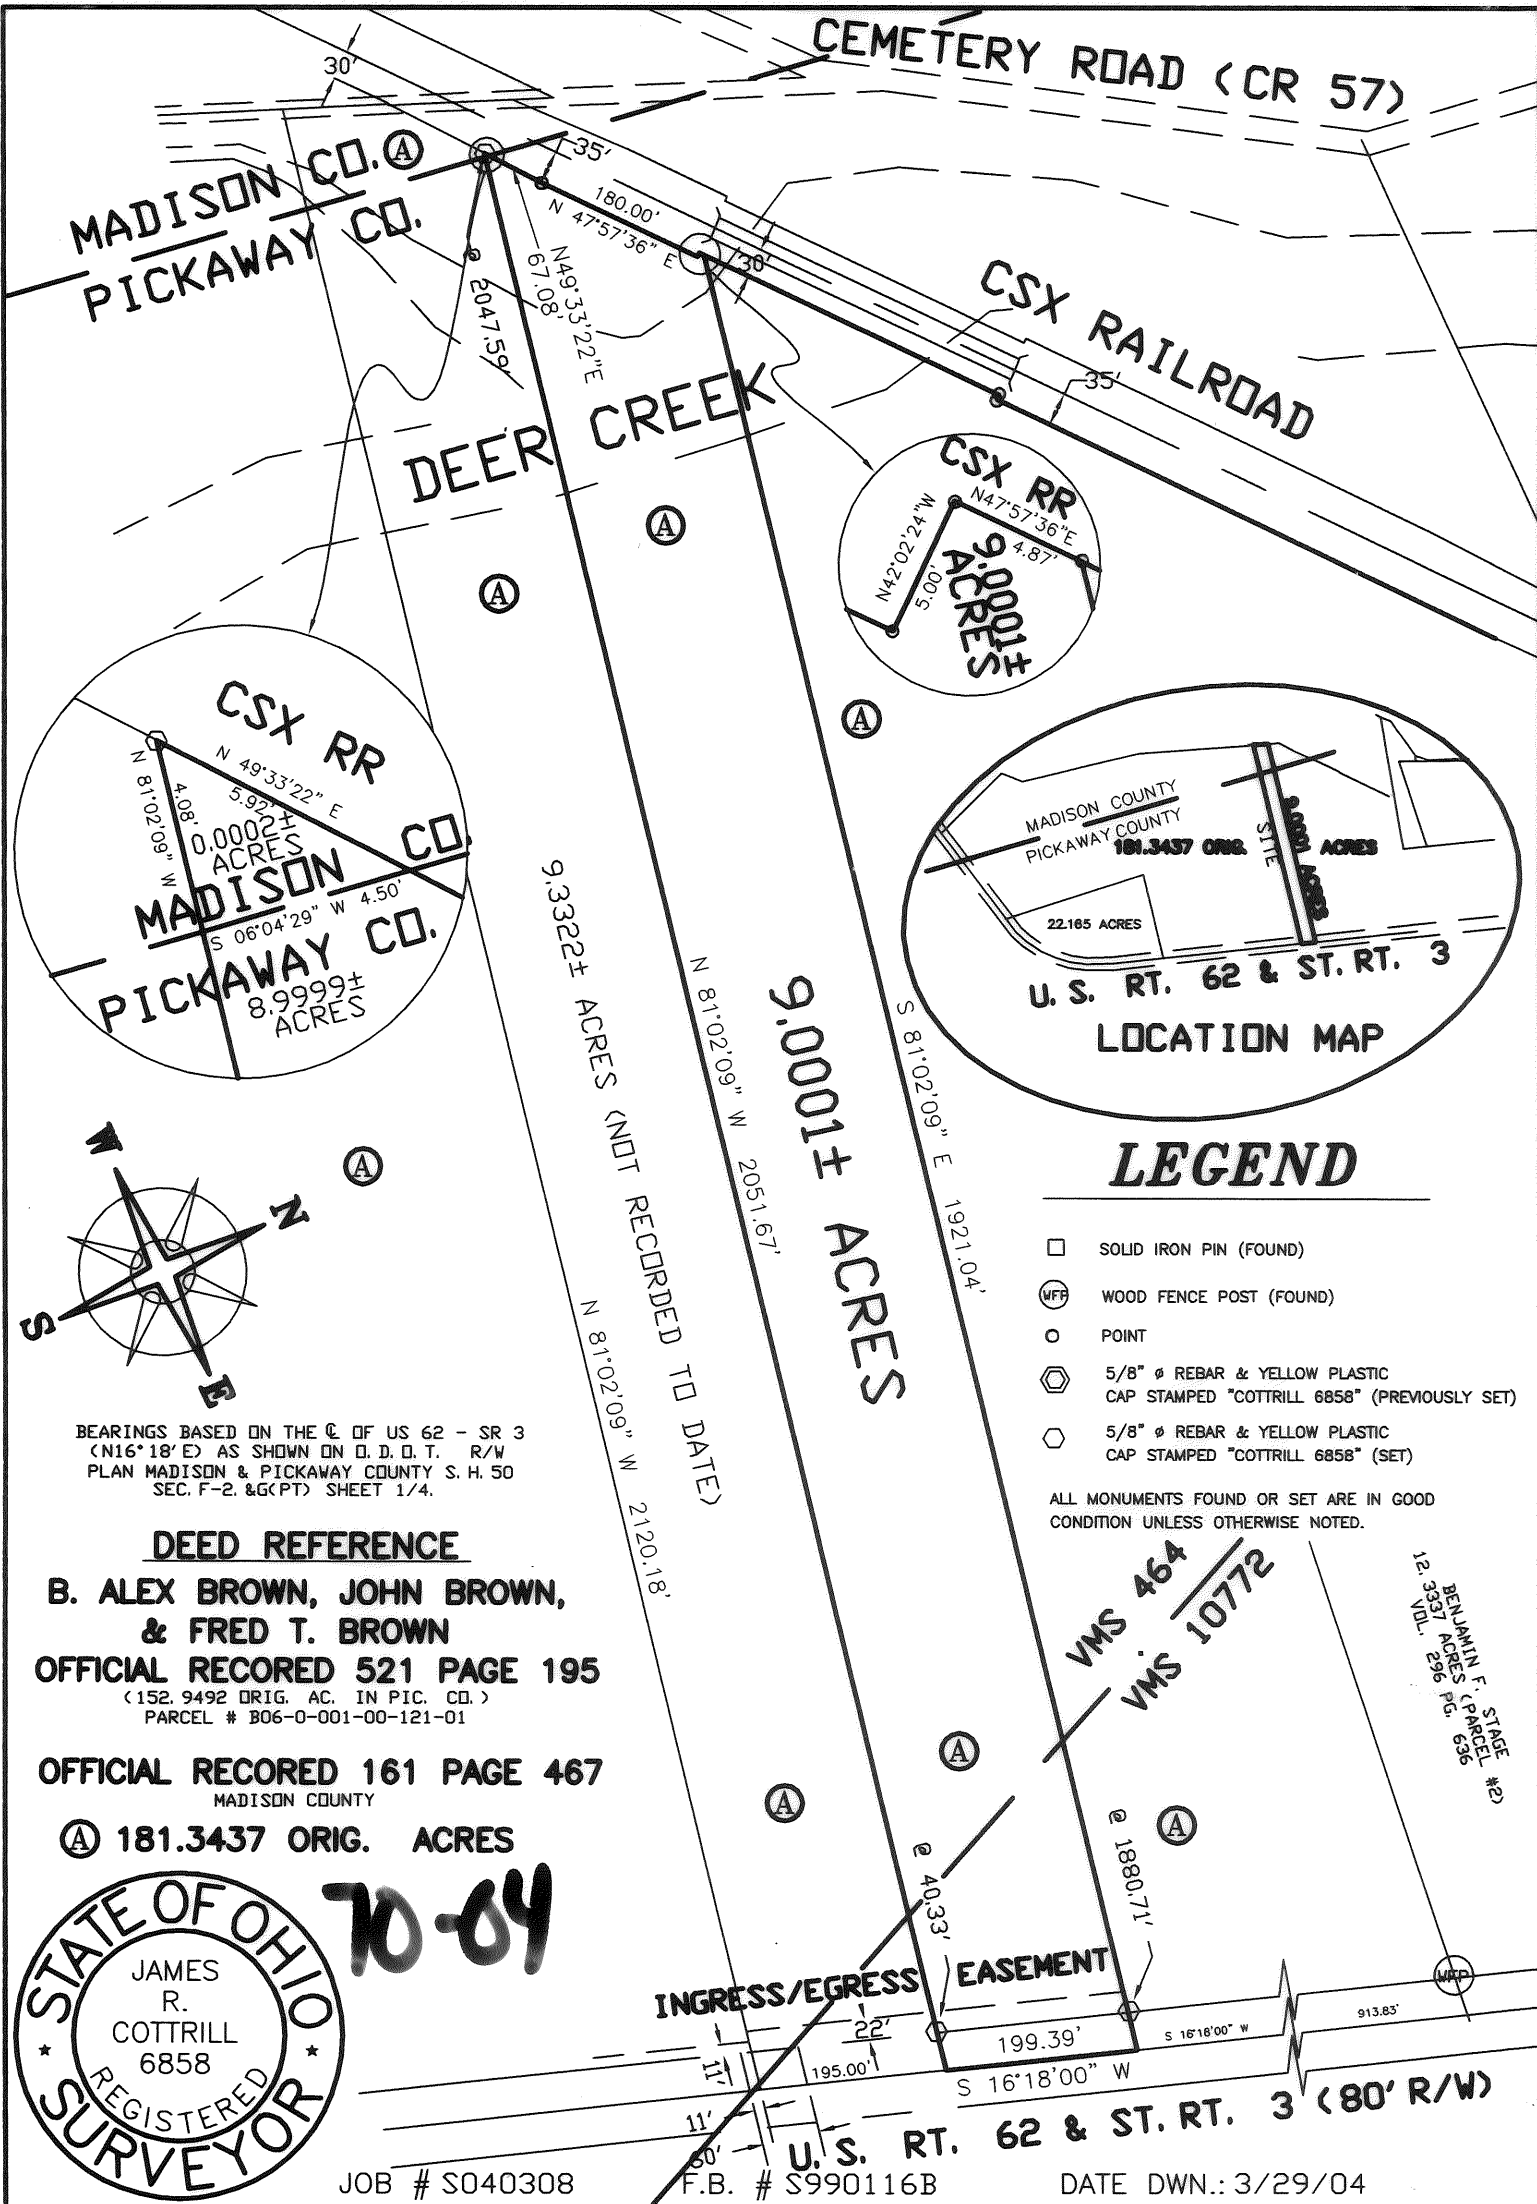 CEMETERY ROAD (CR 57)
30'
MADISON CO. A
PICKAWAY CO.
35'
180.00'
N 47°57'36" E
30'
N49°33'22"E
67.08'
@ 2047.59'
CSX RAILROAD
35'
DEER CREEK
A
A
A
CSX RR
N42°02'24"W
5.00'
N47°57'36"E
4.87'
9.0001±
ACRES
CSX RR
N 49°33'22" E
5.92'
N 81°02'09" W
4.08'
0.0002±
ACRES
MADISON CO.
S 06°04'29" W 4.50'
PICKAWAY CO.
8.9999±
ACRES
MADISON COUNTY
PICKAWAY COUNTY
181.3437 ORIG. ACRES
SITE
9.0001 ACRES
22.165 ACRES
U.S. RT. 62 & ST.RT. 3
LOCATION MAP
9.3322± ACRES (NOT RECORDED TO DATE)
N 81°02'09" W 2051.67'
9.0001± ACRES
S 81°02'09" E 1921.04'
N 81°02'09" W 2120.18'
A
W
N
S
E
LEGEND
SOLID IRON PIN (FOUND)
WFP WOOD FENCE POST (FOUND)
POINT
5/8" ø REBAR & YELLOW PLASTIC
CAP STAMPED "COTTRILL 6858" (PREVIOUSLY SET)
5/8" ø REBAR & YELLOW PLASTIC
CAP STAMPED "COTTRILL 6858" (SET)
ALL MONUMENTS FOUND OR SET ARE IN GOOD
CONDITION UNLESS OTHERWISE NOTED.
BEARINGS BASED ON THE ℄ OF US 62 - SR 3
(N16°18'E) AS SHOWN ON O.D.O.T. R/W
PLAN MADISON & PICKAWAY COUNTY S.H.50
SEC. F-2. &G(PT) SHEET 1/4.
DEED REFERENCE
B. ALEX BROWN, JOHN BROWN,
& FRED T. BROWN
OFFICIAL RECORED 521 PAGE 195
(152.9492 ORIG. AC. IN PIC. CO.)
PARCEL # B06-0-001-00-121-01
OFFICIAL RECORED 161 PAGE 467
MADISON COUNTY
A 181.3437 ORIG. ACRES
VMS 464
VMS 10772
BENJAMIN F. STAGE
12.3337 ACRES (PARCEL #2)
VOL. 296 PG. 636
A
A
A
@ 40.33'
@ 1880.71'
70-04
STATE OF OHIO
JAMES
R.
COTTRILL
6858
REGISTERED
SURVEYOR
INGRESS/EGRESS EASEMENT
WFP
22'
199.39'
S 16°18'00" W
913.83'
11'
195.00'
S 16°18'00" W
11'
60'
U.S. RT. 62 & ST.RT. 3 (80' R/W)
JOB # S040308
F.B. # S990116B
DATE DWN.: 3/29/04